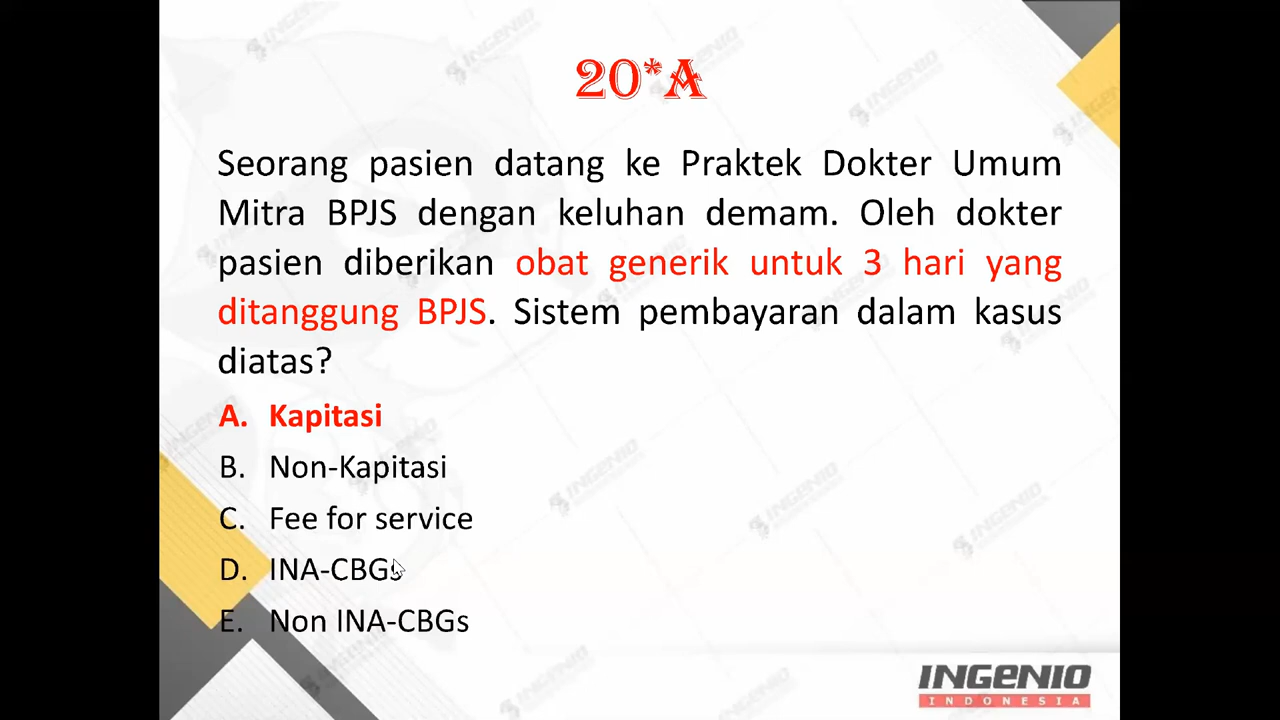 20*A
Seorang pasien datang ke Praktek Dokter Umum
Mitra BPJS dengan keluhan demam. Oleh dokter
pasien diberikan obat generik untuk 3 hari yang
ditanggung BPJS. Sistem pembayaran dalam kasus
diatas?
A. Kapitasi
B. Non-Kapitasi
C. Fee for service
D. INA-CBGs
E. Non INA-CBGs
INGENIO
INDONESIA